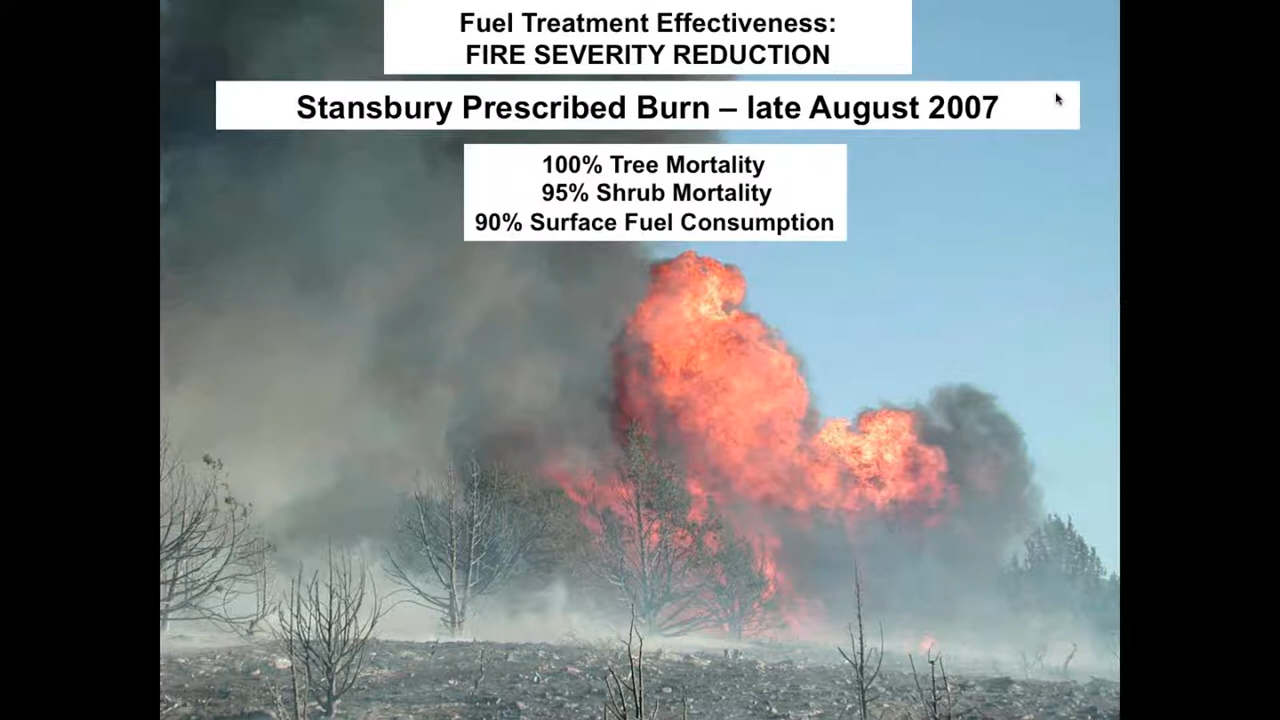 Fuel Treatment Effectiveness:
FIRE SEVERITY REDUCTION
Stansbury Prescribed Burn – late August 2007
100% Tree Mortality
95% Shrub Mortality
90% Surface Fuel Consumption